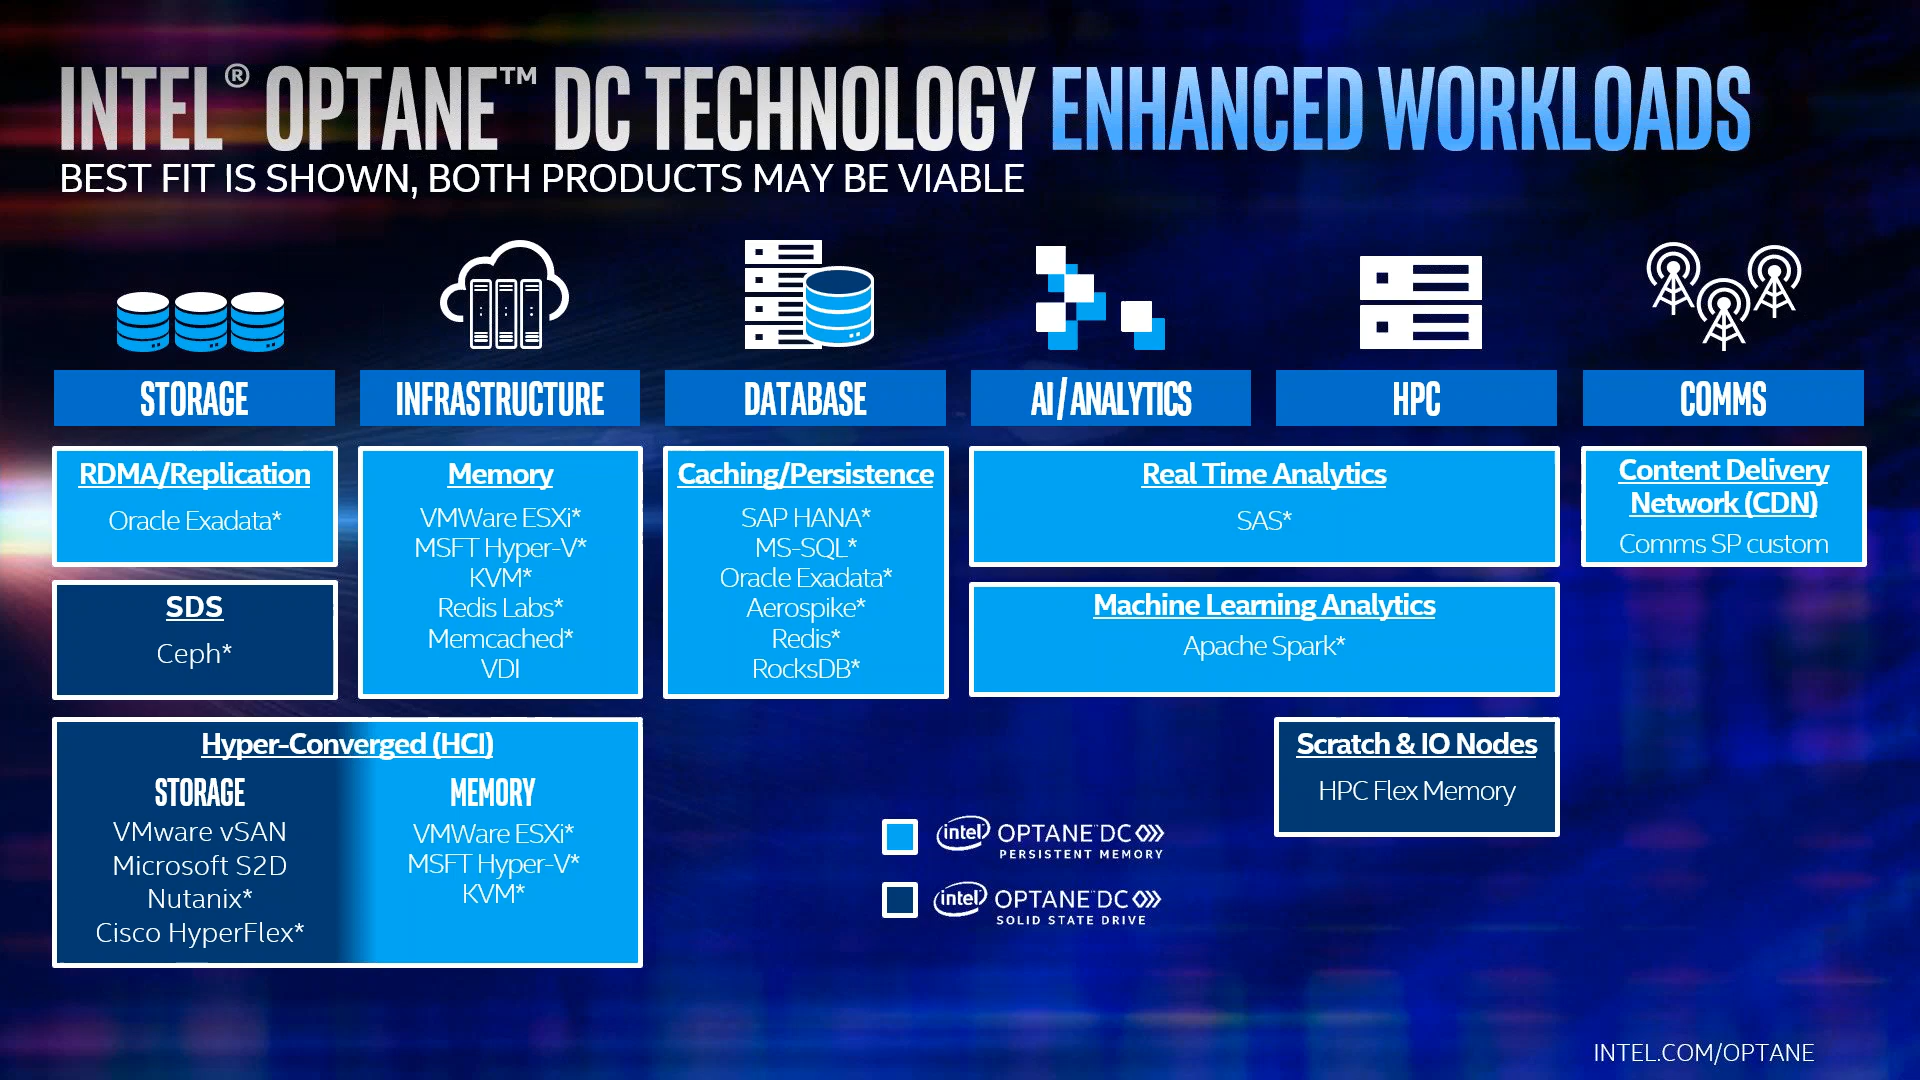 INTEL® OPTANE™ DC TECHNOLOGY ENHANCED WORKLOADS
BEST FIT IS SHOWN, BOTH PRODUCTS MAY BE VIABLE
STORAGE
INFRASTRUCTURE
DATABASE
AI/ANALYTICS
HPC
COMMS
RDMA/Replication
Oracle Exadata*
SDS
Ceph*
Memory
VMWare ESXi*
MSFT Hyper-V*
KVM*
Redis Labs*
Memcached*
VDI
Caching/Persistence
SAP HANA*
MS-SQL*
Oracle Exadata*
Aerospike*
Redis*
RocksDB*
Real Time Analytics
SAS*
Machine Learning Analytics
Apache Spark*
Content Delivery
Network (CDN)
Comms SP custom
Hyper-Converged (HCI)
STORAGE
VMware vSAN
Microsoft S2D
Nutanix*
Cisco HyperFlex*
MEMORY
VMWare ESXi*
MSFT Hyper-V*
KVM*
Scratch & IO Nodes
HPC Flex Memory
intel OPTANE™ DC
PERSISTENT MEMORY
intel OPTANE™ DC
SOLID STATE DRIVE
INTEL.COM/OPTANE